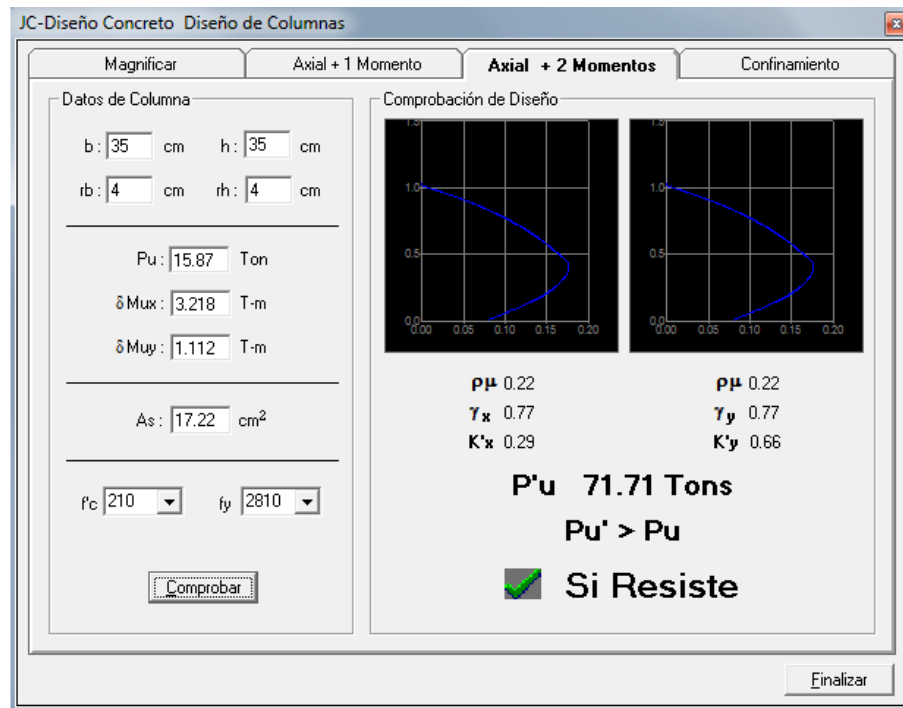 JC-Diseño Concreto Diseño de Columnas
Magnificar
Axial + 1 Momento
Axial + 2 Momentos
Confinamiento
Datos de Columna
b : 35 cm h : 35 cm
rb : 4 cm rh : 4 cm
Pu : 15.87 Ton
δMux : 3.218 T-m
δMuy : 1.112 T-m
As : 17.22 cm²
f'c 210 fy 2810
Comprobar
Comprobación de Diseño
1.5
1.0
0.5
0.0
0.00 0.05 0.10 0.15 0.20
1.5
1.0
0.5
0.0
0.00 0.05 0.10 0.15 0.20
ρμ 0.22 ρμ 0.22
γx 0.77 γy 0.77
K'x 0.29 K'y 0.66
P'u 71.71 Tons
Pu' > Pu
Si Resiste
Finalizar